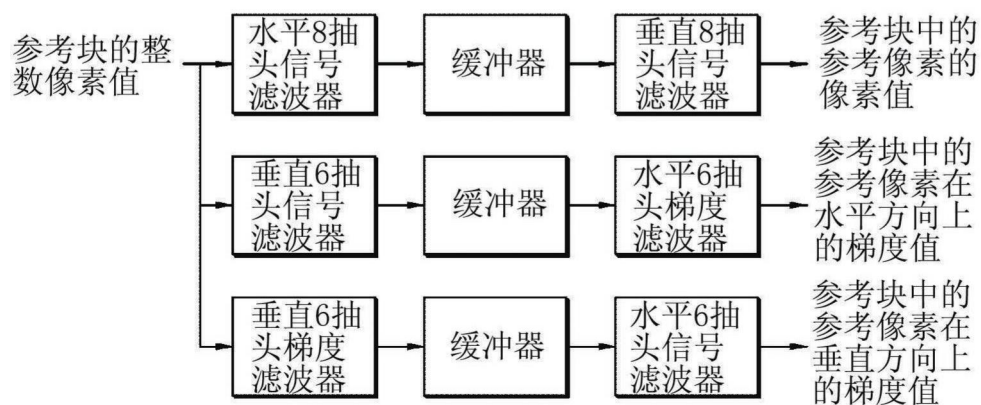 参考块的整
数像素值
水平8抽
头信号
滤波器
缓冲器
垂直8抽
头信号
滤波器
参考块中的
参考像素的
像素值
垂直6抽
头信号
滤波器
缓冲器
水平6抽
头梯度
滤波器
参考块中的
参考像素在
水平方向上
的梯度值
垂直6抽
头梯度
滤波器
缓冲器
水平6抽
头信号
滤波器
参考块中的
参考像素在
垂直方向上
的梯度值